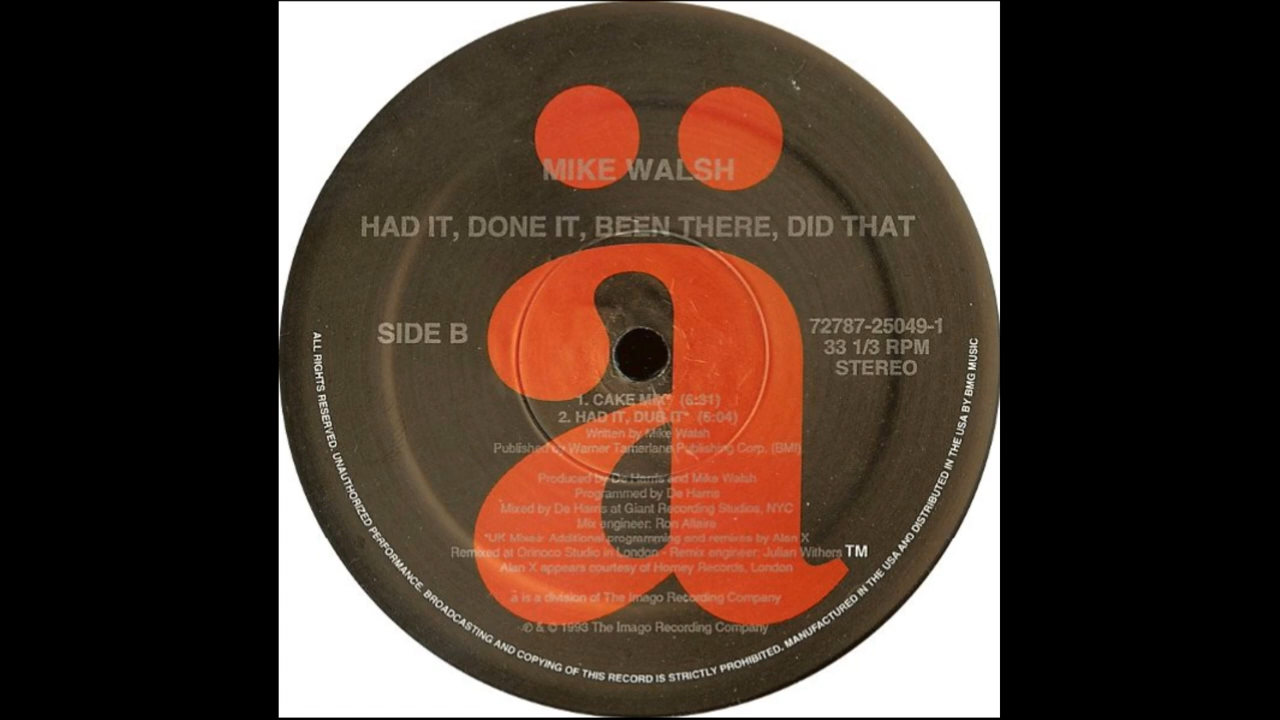 ä
MIKE WALSH
HAD IT, DONE IT, BEEN THERE, DID THAT
SIDE B
72787-25049-1
33 1/3 RPM
STEREO
1. CAKE MIX* (6:31)
2. HAD IT, DUB IT* (6:04)
Written by Mike Walsh
Published by Warner Tamerlane Publishing Corp. (BMI).
Produced by De Harris and Mike Walsh
Programmed by De Harris
Mixed by De Harris at Giant Recording Studios, NYC
Mix engineer: Ron Allaire
*UK Mixes: Additional programming and remixes by Alan X
Remixed at Orinoco Studio in London - Remix engineer: Julian Withers
TM
Alan X appears courtesy of Horney Records, London
ä is a division of The Imago Recording Company
℗ & © 1993 The Imago Recording Company
ALL RIGHTS RESERVED. UNAUTHORIZED PERFORMANCE, BROADCASTING AND COPYING OF THIS RECORD IS STRICTLY PROHIBITED. MANUFACTURED IN THE USA AND DISTRIBUTED IN THE USA BY BMG MUSIC